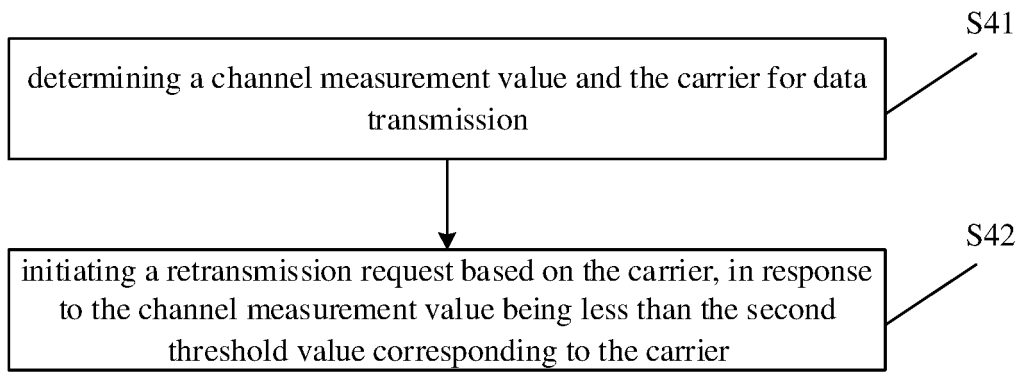 S41
determining a channel measurement value and the carrier for data
transmission
S42
initiating a retransmission request based on the carrier, in response
to the channel measurement value being less than the second
threshold value corresponding to the carrier